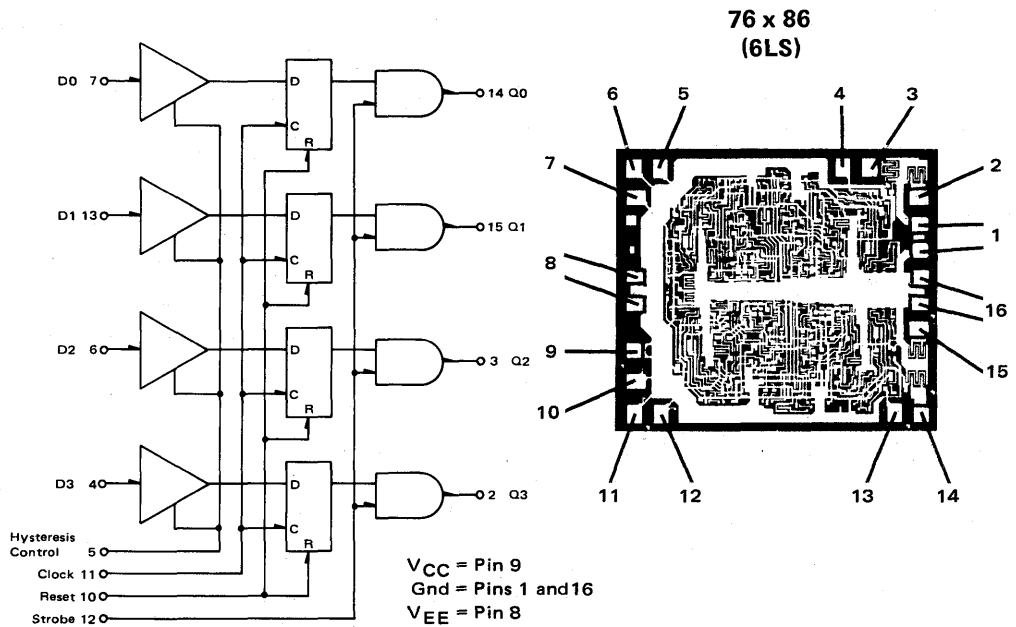 76 x 86
(6LS)
D0 7
D
C
R
14 Q0
D1 13
D
C
R
15 Q1
D2 6
D
C
R
3 Q2
D3 4
D
C
R
2 Q3
Hysteresis
Control 5
Clock 11
Reset 10
Strobe 12
VCC = Pin 9
Gnd = Pins 1 and 16
VEE = Pin 8
6 5 4 3
7
2
1
8
16
9
15
10
11 12 13 14